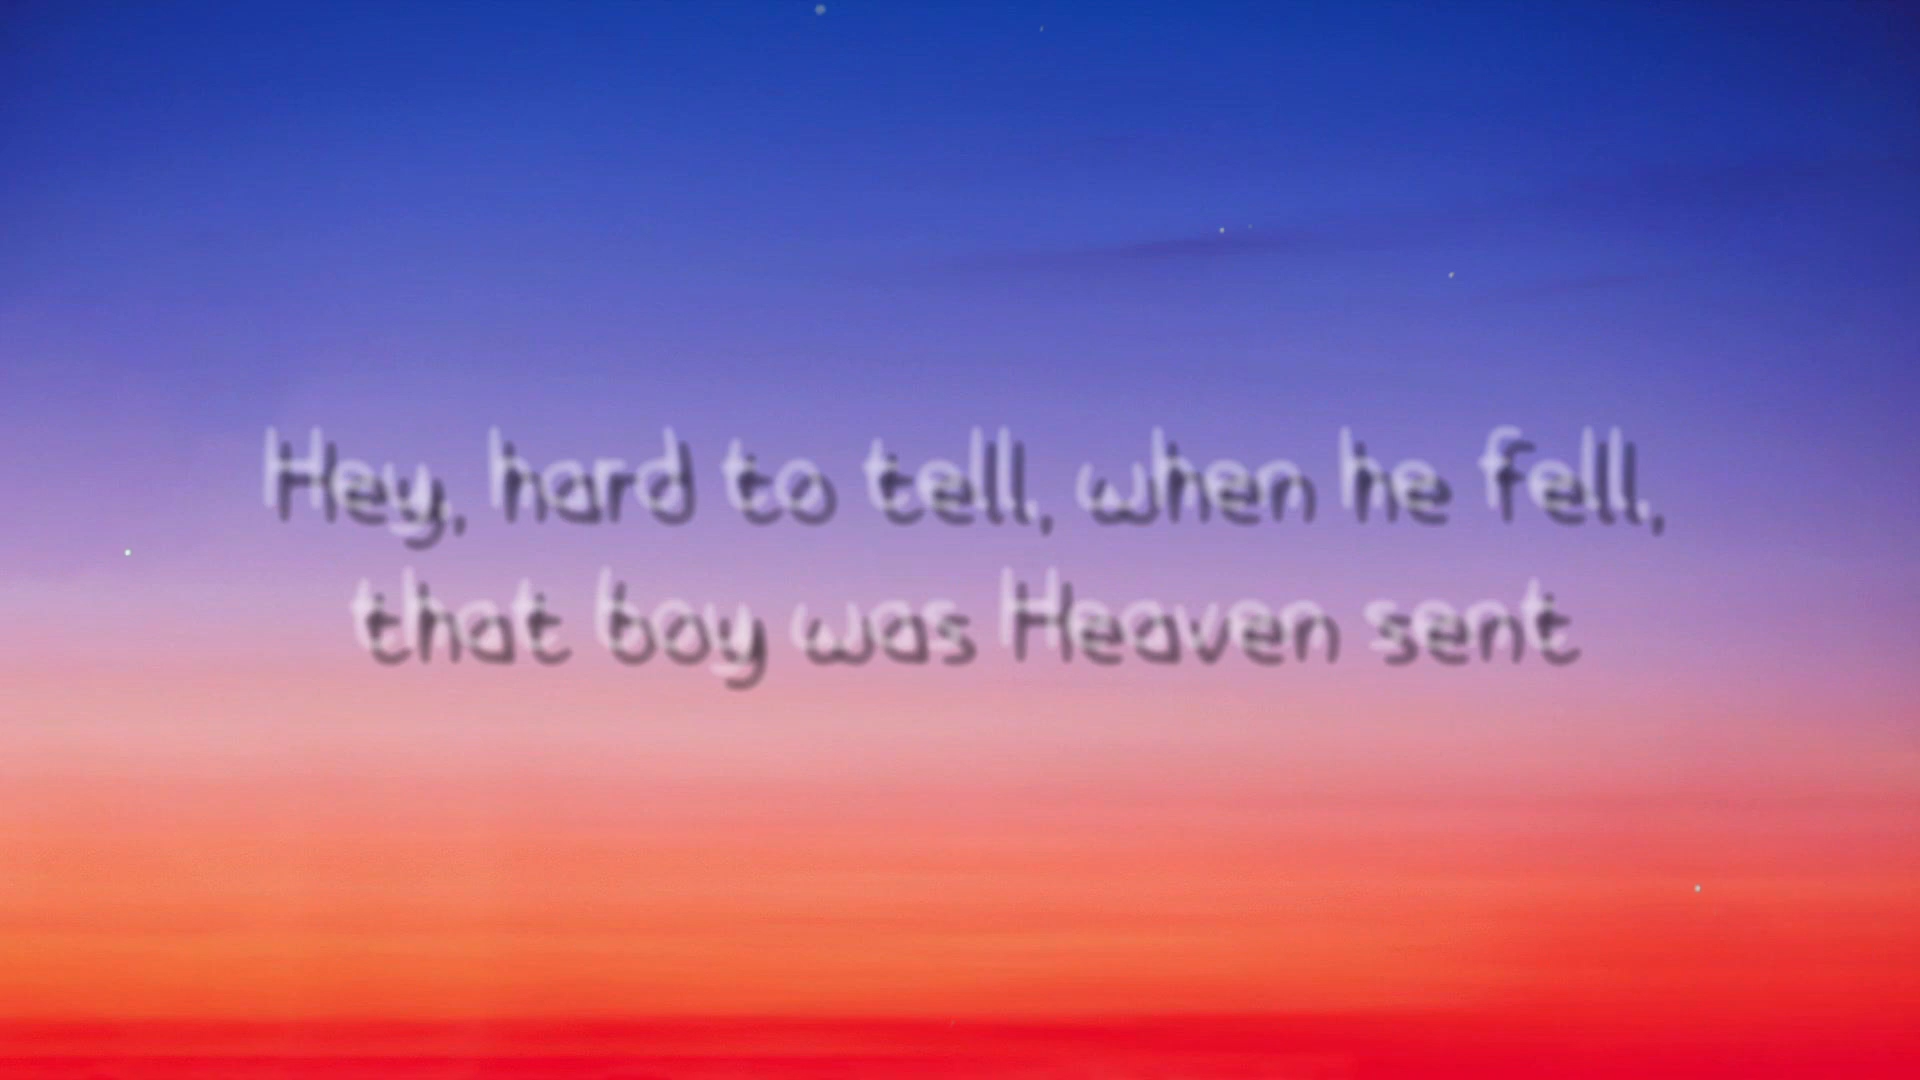 Hey, hard to tell, when he fell,
that boy was Heaven sent